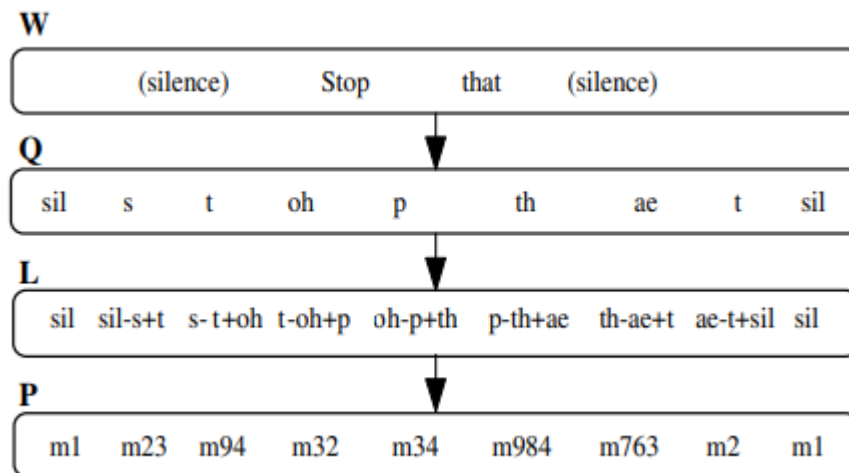 W
(silence) Stop that (silence)
Q
sil s t oh p th ae t sil
L
sil sil-s+t s-t+oh t-oh+p oh-p+th p-th+ae th-ae+t ae-t+sil sil
P
m1 m23 m94 m32 m34 m984 m763 m2 m1